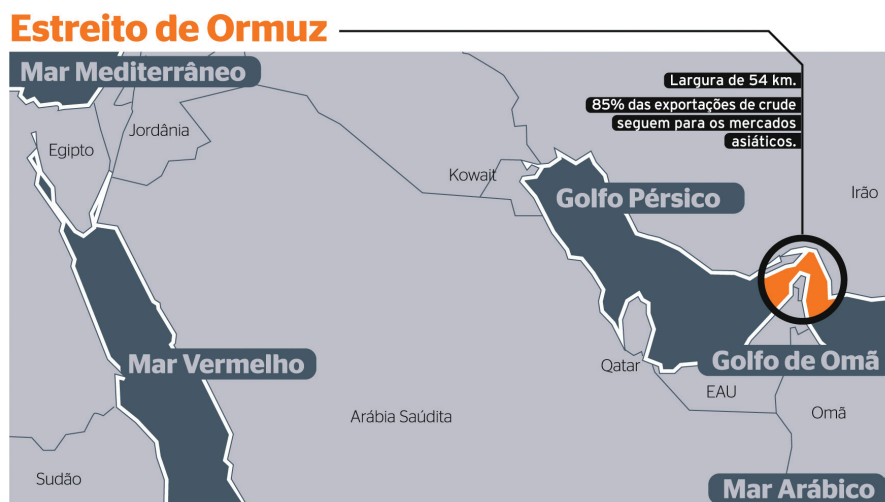 Estreito de Ormuz
Mar Mediterrâneo
Largura de 54 km.
85% das exportações de crude
seguem para os mercados
asiáticos.
Jordânia
Egipto
Kowait
Golfo Pérsico
Irão
Mar Vermelho
Qatar
Golfo de Omã
EAU
Arábia Saúdita
Omã
Sudão
Mar Arábico